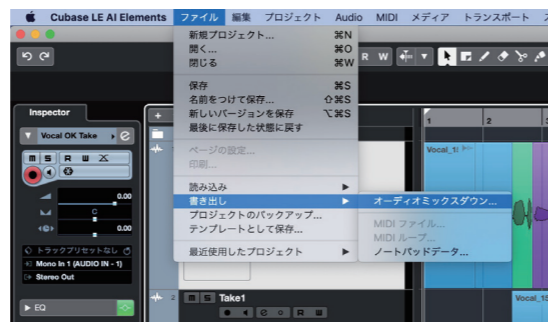 Cubase LE AI Elements ファイル 編集 プロジェクト Audio MIDI メディア トランスポート
新規プロジェクト... ⌘N
開く... ⌘O
閉じる ⌘W
保存 ⌘S
名前をつけて保存... ⇧⌘S
新しいバージョンを保存 ⌥⌘S
最後に保存した状態に戻す
ページの設定...
印刷...
読み込み ▶
書き出し ▶
プロジェクトのバックアップ...
テンプレートとして保存...
最近使用したプロジェクト ▶
オーディオミックスダウン...
MIDI ファイル...
MIDI ループ...
ノートパッドデータ...
R W
Inspector
Vocal OK Take
M S R W
0.00
C
0.00
トラックプリセットなし
Mono In 1 (AUDIO IN - 1)
Stereo Out
EQ
1 2
Vocal_1
2 M S Take1
R W
Vocal_1